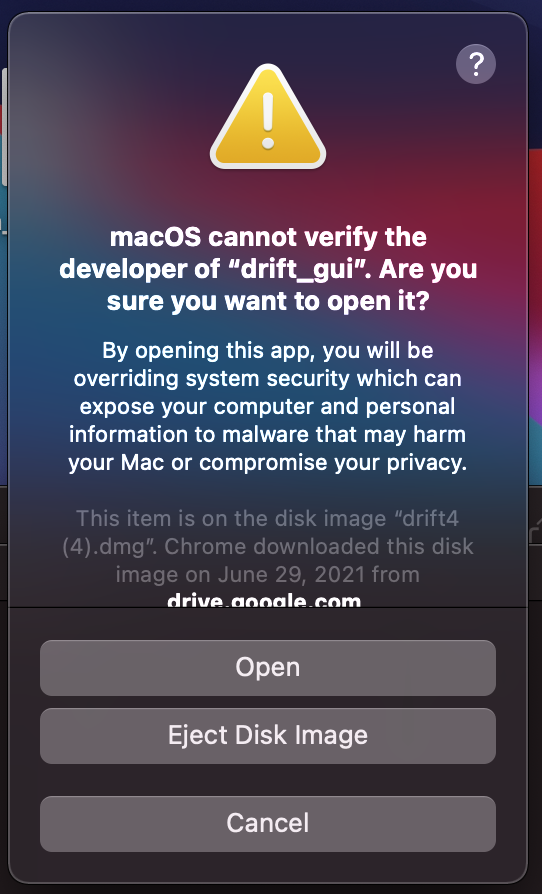 ?
macOS cannot verify the
developer of “drift_gui”. Are you
sure you want to open it?
By opening this app, you will be
overriding system security which can
expose your computer and personal
information to malware that may harm
your Mac or compromise your privacy.
This item is on the disk image “drift4
(4).dmg”. Chrome downloaded this disk
image on June 29, 2021 from
drive.google.com
Open
Eject Disk Image
Cancel